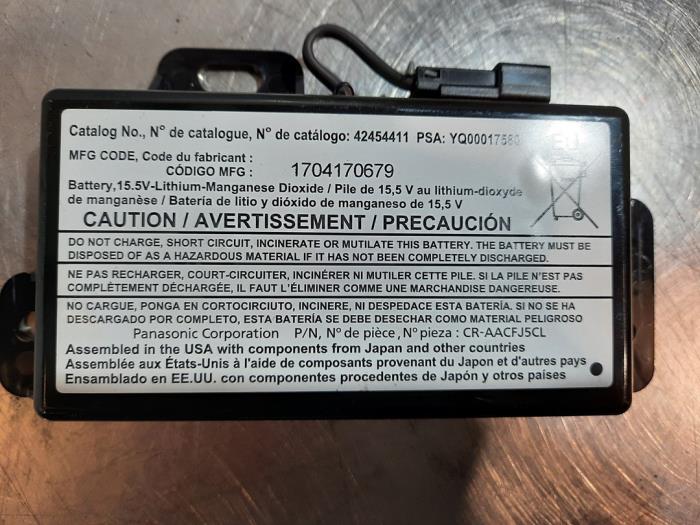 Catalog No., N° de catalogue, N° de catálogo: 42454411 PSA: YQ00017580
EU
MFG CODE, Code du fabricant :
CÓDIGO MFG : 1704170679
Battery,15.5V-Lithium-Manganese Dioxide / Pile de 15,5 V au lithium-dioxyde
de manganèse / Batería de litio y dióxido de manganeso de 15,5 V
CAUTION / AVERTISSEMENT / PRECAUCIÓN
DO NOT CHARGE, SHORT CIRCUIT, INCINERATE OR MUTILATE THIS BATTERY. THE BATTERY MUST BE
DISPOSED OF AS A HAZARDOUS MATERIAL IF IT HAS NOT BEEN COMPLETELY DISCHARGED.
NE PAS RECHARGER, COURT-CIRCUITER, INCINÉRER NI MUTILER CETTE PILE. SI LA PILE N'EST PAS
COMPLÈTEMENT DÉCHARGÉE, IL FAUT L'ÉLIMINER COMME UNE MARCHANDISE DANGEREUSE.
NO CARGUE, PONGA EN CORTOCIRCIUTO, INCINERE, NI DESPEDACE ESTA BATERÍA. SI NO SE HA
DESCARGADO POR COMPLETO, ESTA BATERÍA SE DEBE DESECHAR COMO MATERIAL PELIGROSO
Panasonic Corporation P/N, N° de pièce, N° pieza : CR-AACFJ5CL
Assembled in the USA with components from Japan and other countries
Assemblée aux États-Unis à l'aide de composants provenant du Japon et d'autres pays
Ensamblado en EE.UU. con componentes procedentes de Japón y otros países